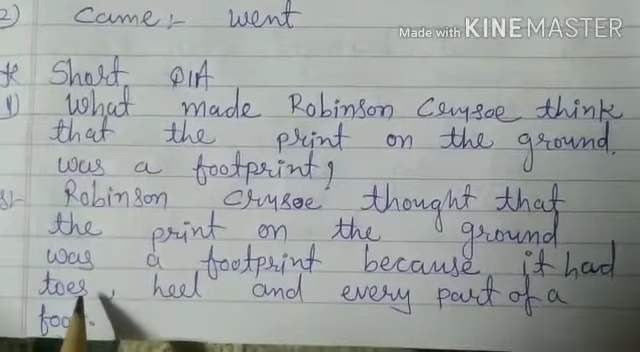 2) Came :- went
Made with KINEMASTER
* Short Q/A
1) What made Robinson Crysoe think
that the print on the ground
was a footprint?
Robinson Crysoe thought that
the print on the ground
was a footprint because it had
toes, heel and every part of a
foot.